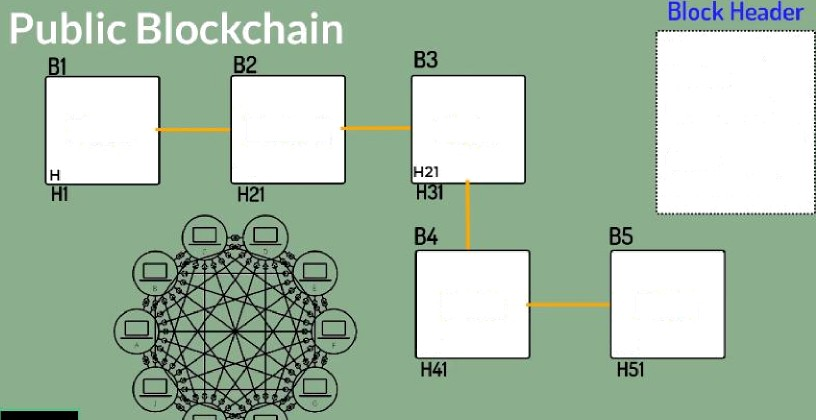 Public Blockchain
Block Header
B1
B2
B3
H
H21
H1
H21
H31
B4
B5
H41
H51
C
D
B
E
A
F
J
G